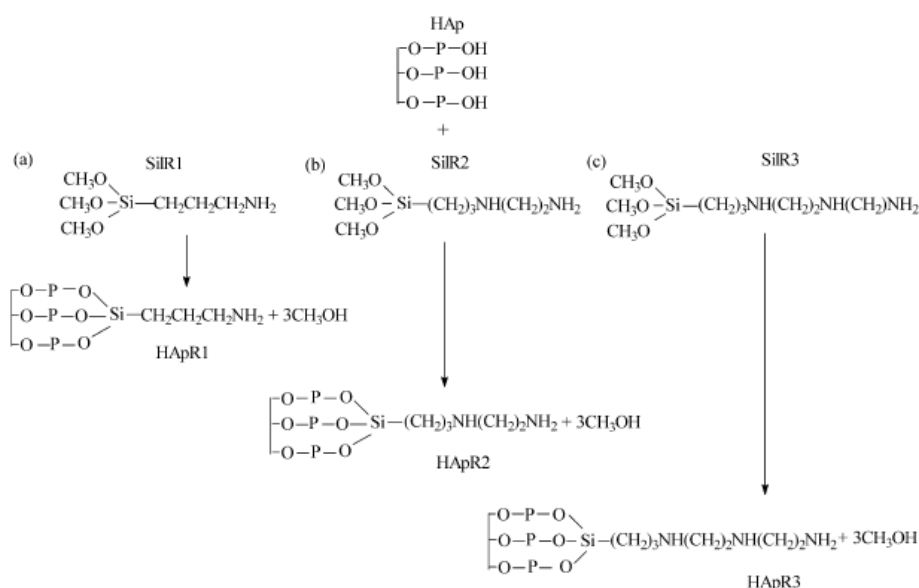 HAp
O–P–OH
O–P–OH
O–P–OH
+
(a) SilR1
CH₃O
CH₃O–Si–CH₂CH₂CH₂NH₂
CH₃O
(b) SilR2
CH₃O
CH₃O–Si–(CH₂)₃NH(CH₂)₂NH₂
CH₃O
(c) SilR3
CH₃O
CH₃O–Si–(CH₂)₃NH(CH₂)₂NH(CH₂)NH₂
CH₃O
O–P–O
O–P–O–Si–CH₂CH₂CH₂NH₂ + 3CH₃OH
O–P–O
HApR1
O–P–O
O–P–O–Si–(CH₂)₃NH(CH₂)₂NH₂ + 3CH₃OH
O–P–O
HApR2
O–P–O
O–P–O–Si–(CH₂)₃NH(CH₂)₂NH(CH₂)₂NH₂ + 3CH₃OH
O–P–O
HApR3